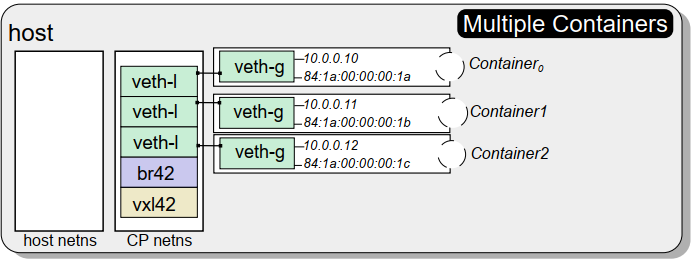 Multiple Containers
host
veth-l
veth-l
veth-l
br42
vxl42
veth-g
10.0.0.10
84:1a:00:00:00:1a
Container0
veth-g
10.0.0.11
84:1a:00:00:00:1b
Container1
veth-g
10.0.0.12
84:1a:00:00:00:1c
Container2
host netns
CP netns